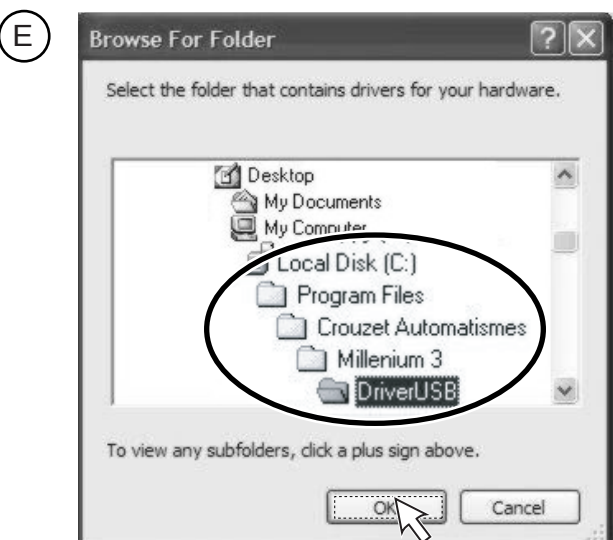 E
Browse For Folder
Select the folder that contains drivers for your hardware.
Desktop
My Documents
My Computer
Local Disk (C:)
Program Files
Crouzet Automatismes
Millenium 3
DriverUSB
To view any subfolders, click a plus sign above.
OK Cancel